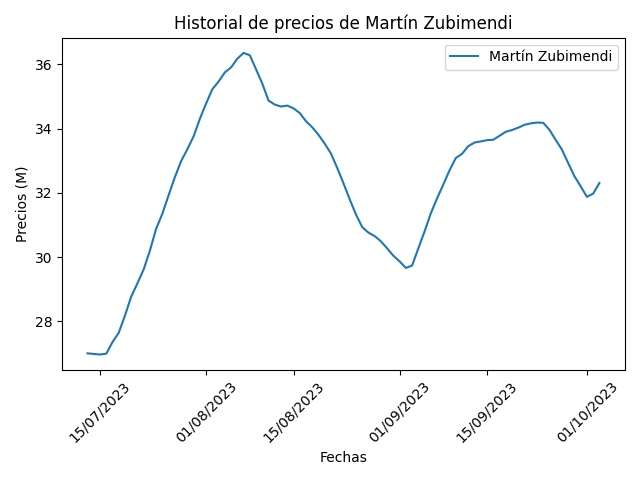 Historial de precios de Martín Zubimendi
Martín Zubimendi
Precios (M)
36
34
32
30
28
15/07/2023
01/08/2023
15/08/2023
01/09/2023
15/09/2023
01/10/2023
Fechas